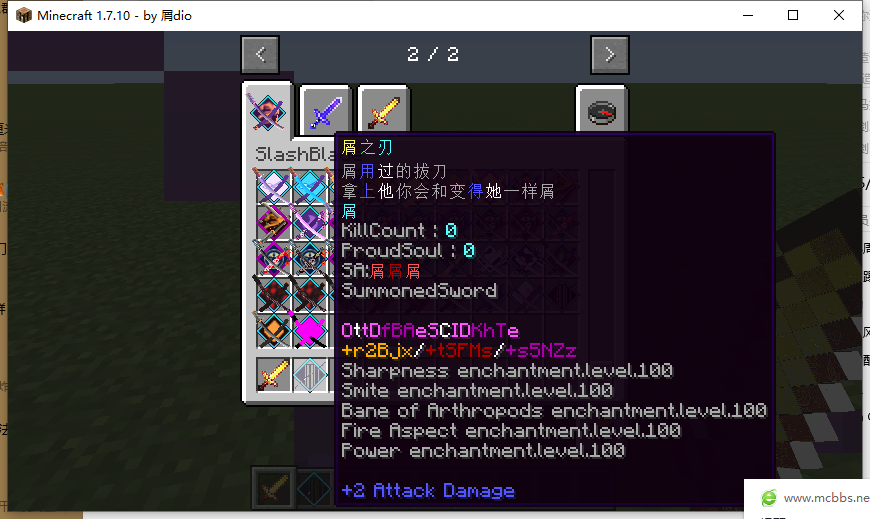 Minecraft 1.7.10 - by 屑dio
2 / 2
SlashBla
屑之刃
屑用过的拔刀
拿上他你会和变得她一样屑
屑
KillCount : 0
ProudSoul : 0
SA:屑屑屑
SummonedSword
OttDfBAeSCIDKhTe
+r2Bjx/+tSFMs/+s5NZz
Sharpness enchantment.level.100
Smite enchantment.level.100
Bane of Arthropods enchantment.level.100
Fire Aspect enchantment.level.100
Power enchantment.level.100
+2 Attack Damage
www.mcbbs.ne